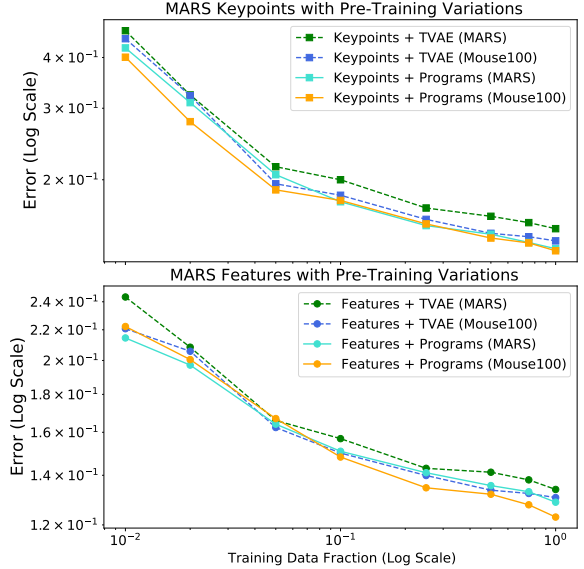 MARS Keypoints with Pre-Training Variations
Error (Log Scale)
4 × 10⁻¹
3 × 10⁻¹
2 × 10⁻¹
Keypoints + TVAE (MARS)
Keypoints + TVAE (Mouse100)
Keypoints + Programs (MARS)
Keypoints + Programs (Mouse100)
MARS Features with Pre-Training Variations
Error (Log Scale)
2.4 × 10⁻¹
2.2 × 10⁻¹
2 × 10⁻¹
1.6 × 10⁻¹
1.4 × 10⁻¹
1.2 × 10⁻¹
Features + TVAE (MARS)
Features + TVAE (Mouse100)
Features + Programs (MARS)
Features + Programs (Mouse100)
10⁻² 10⁻¹ 10⁰
Training Data Fraction (Log Scale)